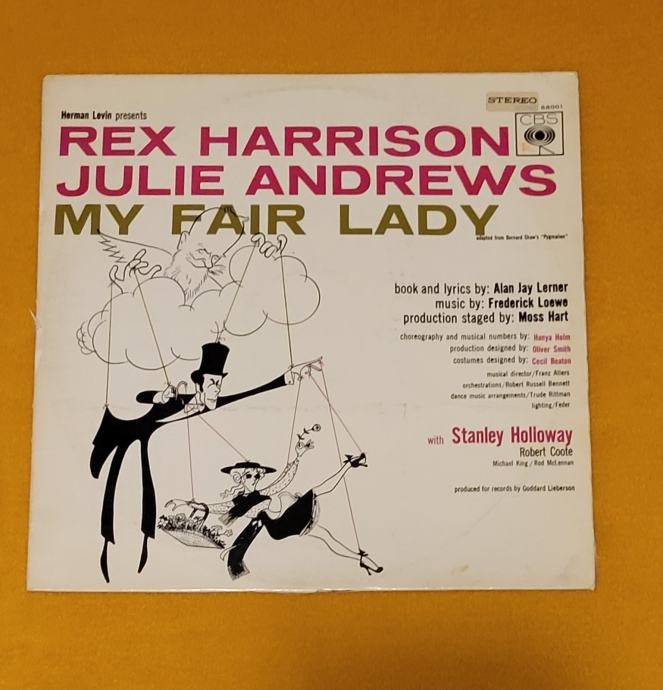 STEREO
68001
CBS
Herman Levin presents
REX HARRISON
JULIE ANDREWS
MY FAIR LADY
adapted from Bernard Shaw's "Pygmalion"
book and lyrics by: Alan Jay Lerner
music by: Frederick Loewe
production staged by: Moss Hart
choreography and musical numbers by: Hanya Holm
production designed by: Oliver Smith
costumes designed by: Cecil Beaton
musical director/Franz Allers
orchestrations/Robert Russell Bennett
dance music arrangements/Trude Rittman
lighting/Feder
with Stanley Holloway
Robert Coote
Michael King/Rod McLennan
produced for records by Goddard Lieberson